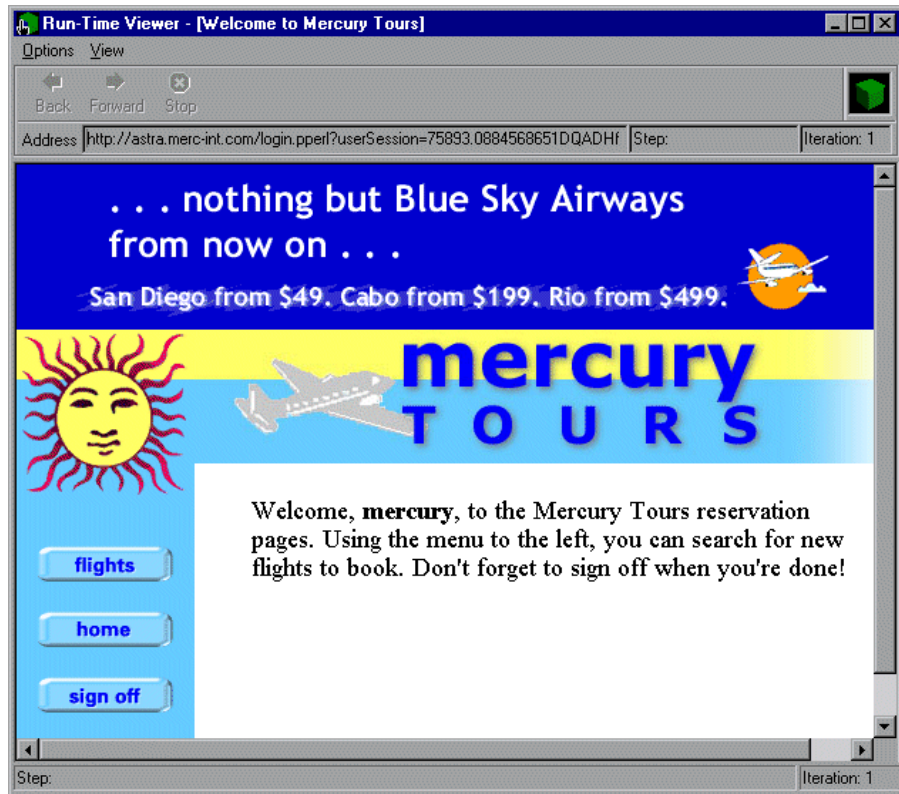 Run-Time Viewer - [Welcome to Mercury Tours]
Options View
Back Forward Stop
Address http://astra.merc-int.com/login.pperl?userSession=75893.0884568651DQADHf Step: Iteration: 1
. . . nothing but Blue Sky Airways
from now on . . .
San Diego from $49. Cabo from $199. Rio from $499.
mercury
TOURS
Welcome, mercury, to the Mercury Tours reservation
pages. Using the menu to the left, you can search for new
flights to book. Don't forget to sign off when you're done!
flights
home
sign off
Step: Iteration: 1